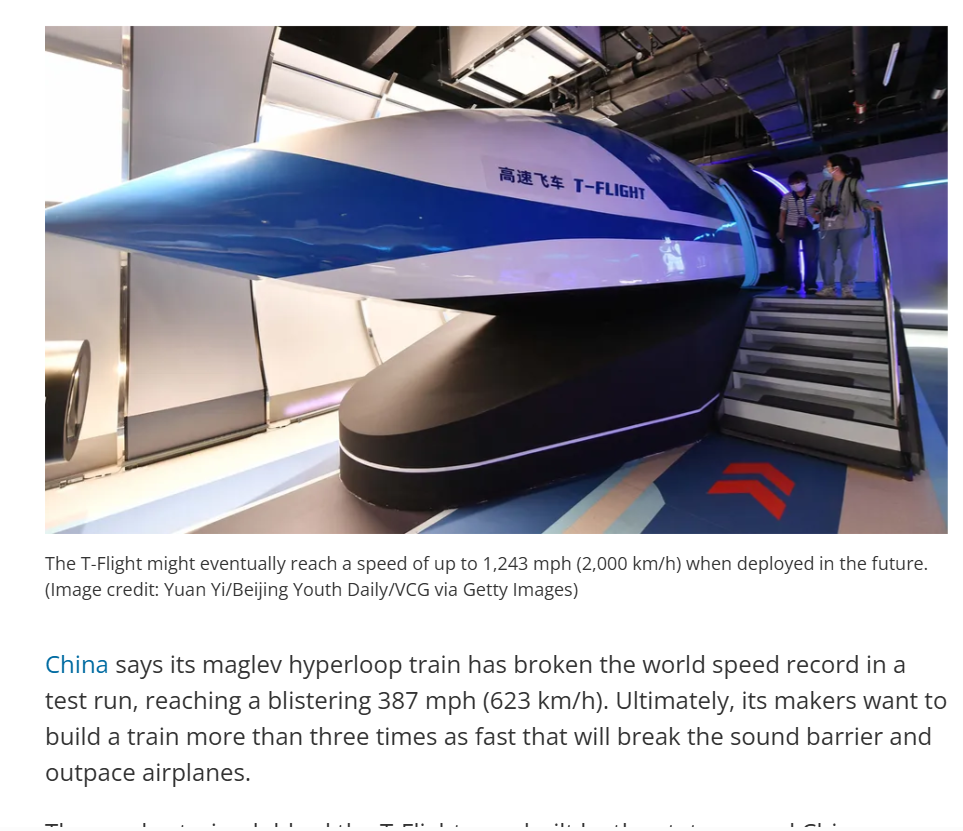 高速飞车 T-FLIGHT
The T-Flight might eventually reach a speed of up to 1,243 mph (2,000 km/h) when deployed in the future.
(Image credit: Yuan Yi/Beijing Youth Daily/VCG via Getty Images)
China says its maglev hyperloop train has broken the world speed record in a
test run, reaching a blistering 387 mph (623 km/h). Ultimately, its makers want to
build a train more than three times as fast that will break the sound barrier and
outpace airplanes.